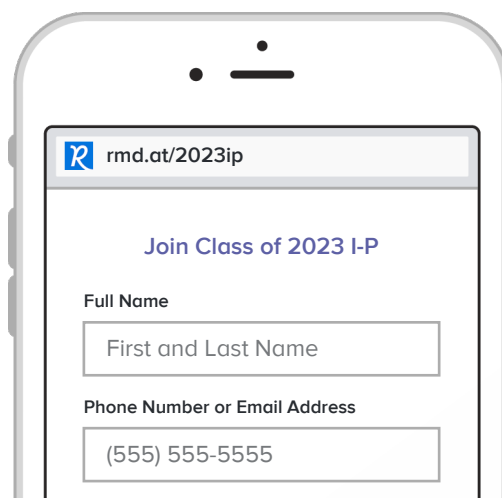 rmd.at/2023ip
Join Class of 2023 I-P
Full Name
First and Last Name
Phone Number or Email Address
(555) 555-5555